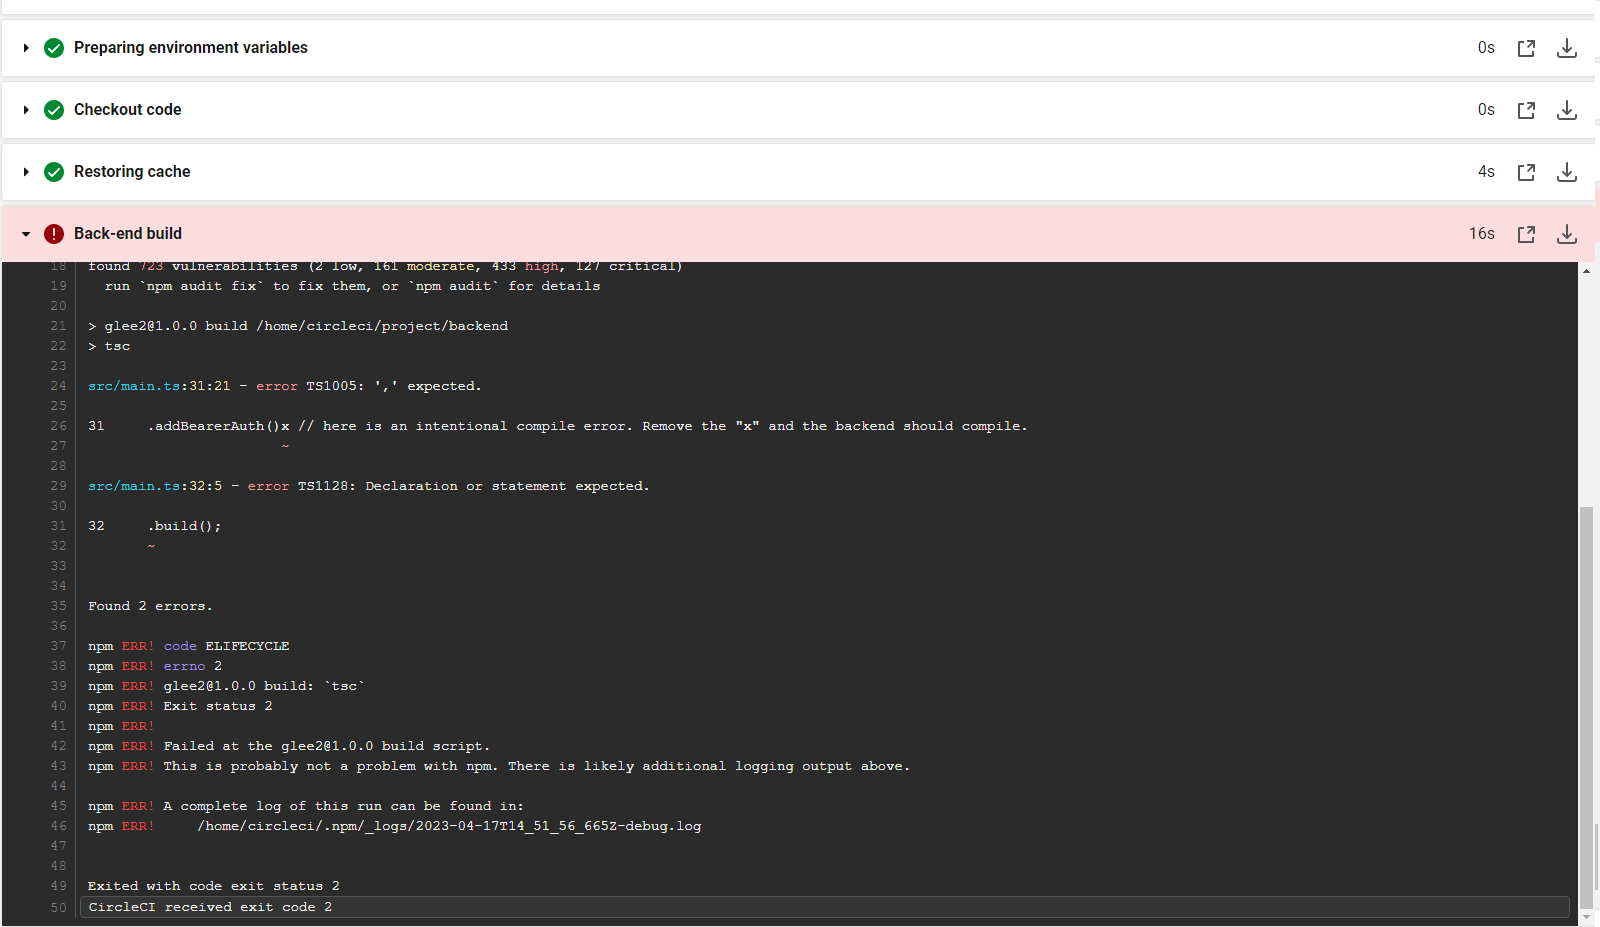 Preparing environment variables 0s
Checkout code 0s
Restoring cache 4s
Back-end build 16s
18 found 723 vulnerabilities (2 low, 161 moderate, 433 high, 127 critical)
19 run `npm audit fix` to fix them, or `npm audit` for details
20
21 > glee2@1.0.0 build /home/circleci/project/backend
22 > tsc
23
24 src/main.ts:31:21 - error TS1005: ',' expected.
25
26 31     .addBearerAuth()x // here is an intentional compile error. Remove the "x" and the backend should compile.
27                        ~
28
29 src/main.ts:32:5 - error TS1128: Declaration or statement expected.
30
31 32     .build();
32        ~
33
34
35 Found 2 errors.
36
37 npm ERR! code ELIFECYCLE
38 npm ERR! errno 2
39 npm ERR! glee2@1.0.0 build: `tsc`
40 npm ERR! Exit status 2
41 npm ERR!
42 npm ERR! Failed at the glee2@1.0.0 build script.
43 npm ERR! This is probably not a problem with npm. There is likely additional logging output above.
44
45 npm ERR! A complete log of this run can be found in:
46 npm ERR!     /home/circleci/.npm/_logs/2023-04-17T14_51_56_665Z-debug.log
47
48
49 Exited with code exit status 2
50 CircleCI received exit code 2